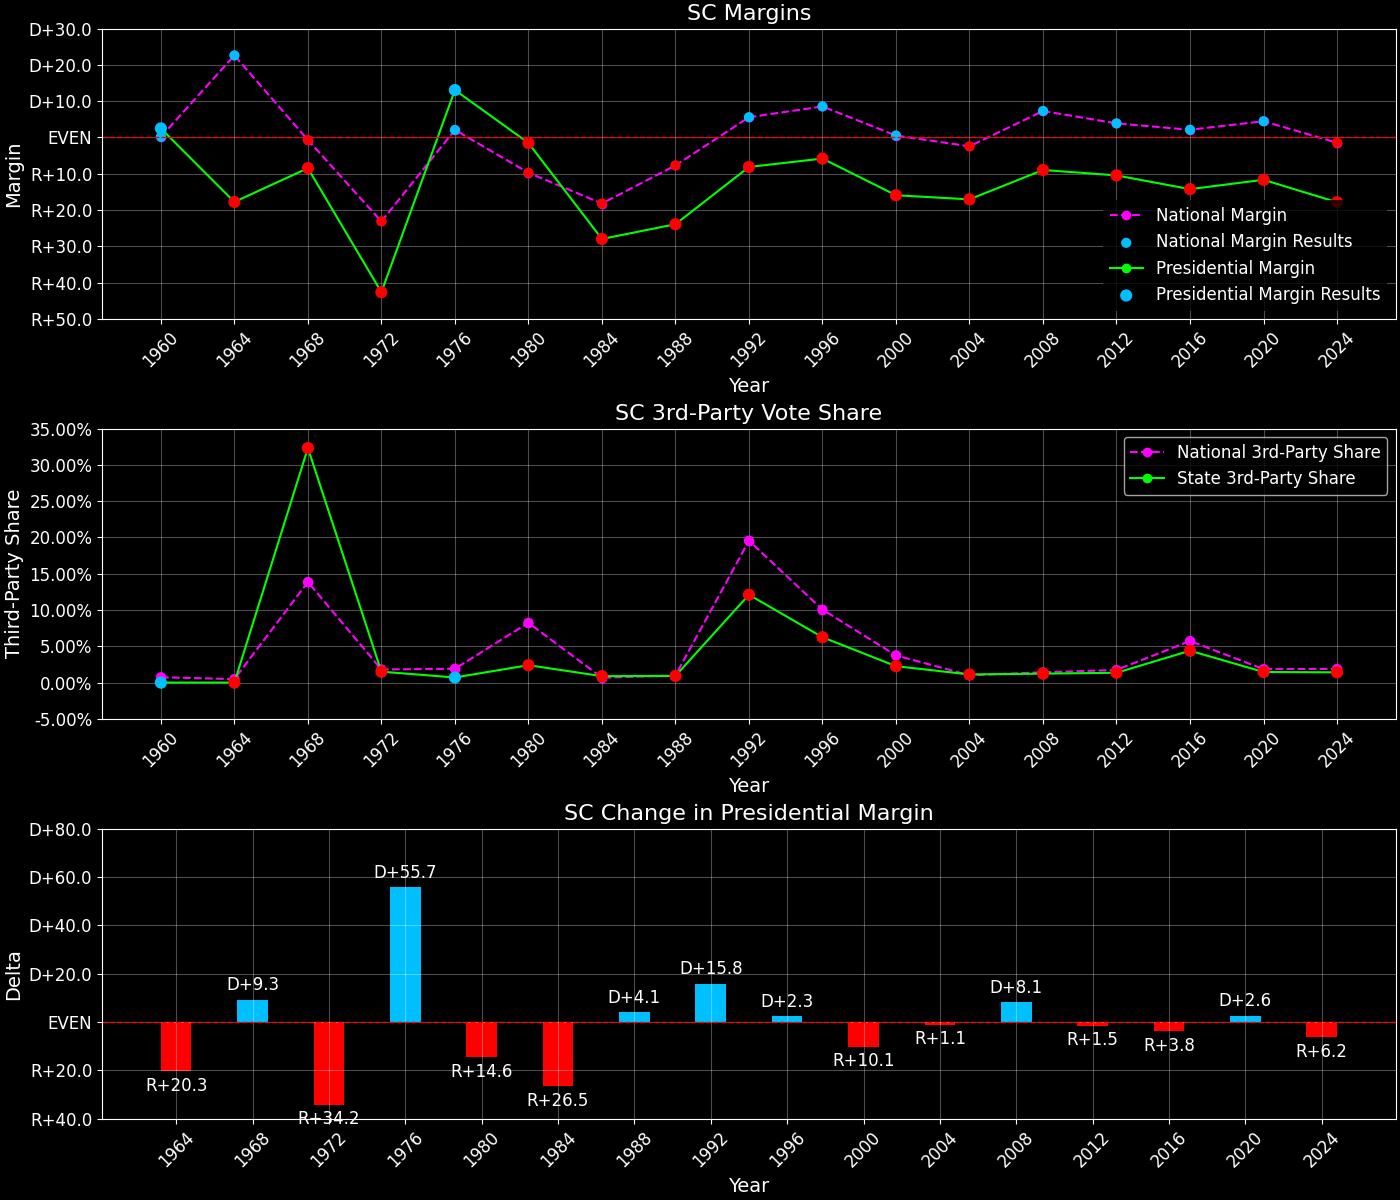 SC Margins
D+30.0
D+20.0
D+10.0
EVEN
R+10.0
R+20.0
R+30.0
R+40.0
R+50.0
Margin
National Margin
National Margin Results
Presidential Margin
Presidential Margin Results
1960 1964 1968 1972 1976 1980 1984 1988 1992 1996 2000 2004 2008 2012 2016 2020 2024
Year
SC 3rd-Party Vote Share
35.00%
30.00%
25.00%
20.00%
15.00%
10.00%
5.00%
0.00%
-5.00%
Third-Party Share
National 3rd-Party Share
State 3rd-Party Share
1960 1964 1968 1972 1976 1980 1984 1988 1992 1996 2000 2004 2008 2012 2016 2020 2024
Year
SC Change in Presidential Margin
D+80.0
D+60.0
D+40.0
D+20.0
EVEN
R+20.0
R+40.0
Delta
R+20.3
D+9.3
R+34.2
D+55.7
R+14.6
R+26.5
D+4.1
D+15.8
D+2.3
R+10.1
R+1.1
D+8.1
R+1.5
R+3.8
D+2.6
R+6.2
1964 1968 1972 1976 1980 1984 1988 1992 1996 2000 2004 2008 2012 2016 2020 2024
Year